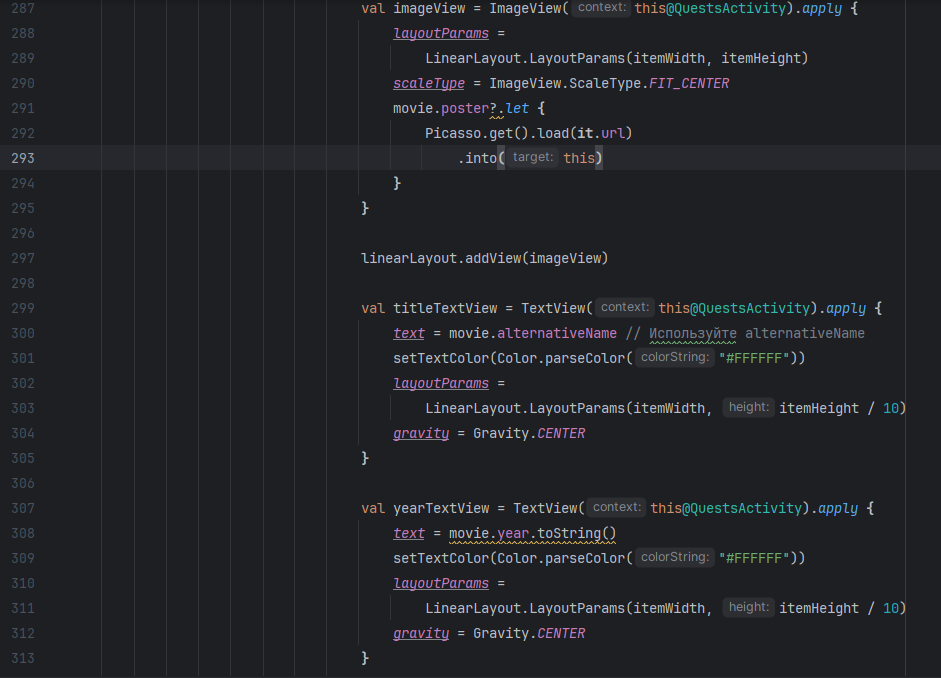 287 val imageView = ImageView( context: this@QuestsActivity).apply {
288 layoutParams =
289 LinearLayout.LayoutParams(itemWidth, itemHeight)
290 scaleType = ImageView.ScaleType.FIT_CENTER
291 movie.poster?.let {
292 Picasso.get().load(it.url)
293 .into( target: this)
294 }
295 }
296
297 linearLayout.addView(imageView)
298
299 val titleTextView = TextView( context: this@QuestsActivity).apply {
300 text = movie.alternativeName // Используйте alternativeName
301 setTextColor(Color.parseColor( colorString: "#FFFFFF"))
302 layoutParams =
303 LinearLayout.LayoutParams(itemWidth, height: itemHeight / 10)
304 gravity = Gravity.CENTER
305 }
306
307 val yearTextView = TextView( context: this@QuestsActivity).apply {
308 text = movie.year.toString()
309 setTextColor(Color.parseColor( colorString: "#FFFFFF"))
310 layoutParams =
311 LinearLayout.LayoutParams(itemWidth, height: itemHeight / 10)
312 gravity = Gravity.CENTER
313 }